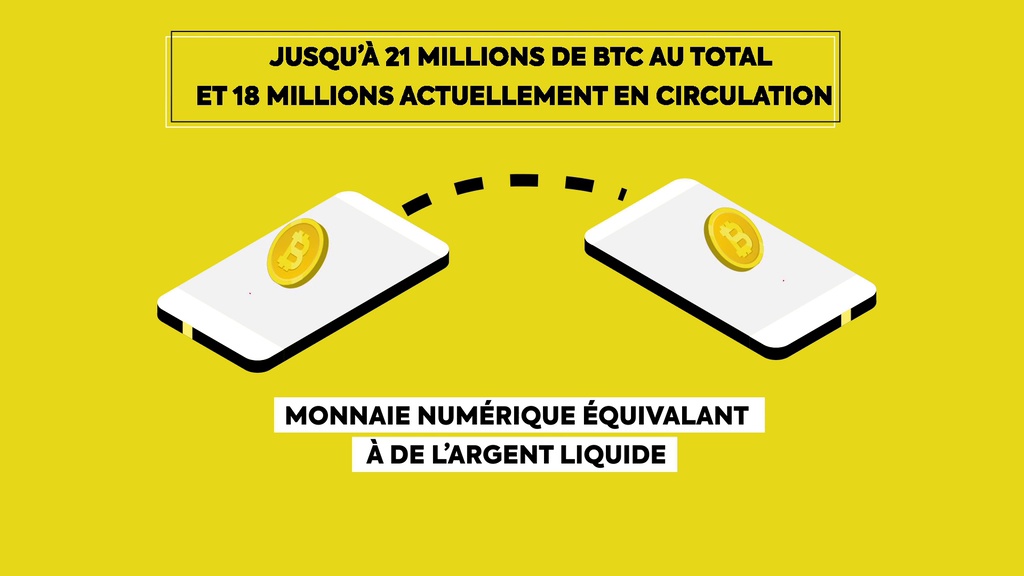 JUSQU'À 21 MILLIONS DE BTC AU TOTAL
ET 18 MILLIONS ACTUELLEMENT EN CIRCULATION
MONNAIE NUMÉRIQUE ÉQUIVALANT
À DE L'ARGENT LIQUIDE